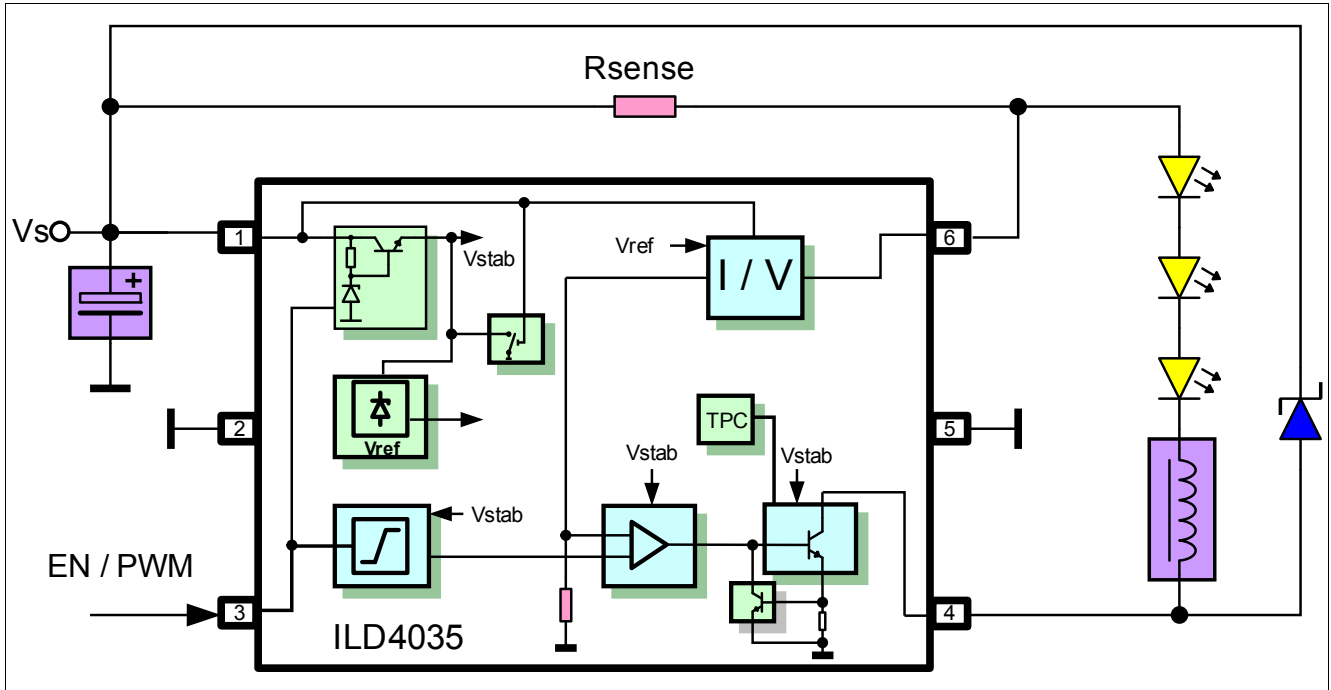 Rsense
Vs
1
Vstab
Vref
I / V
6
2
Vref
TPC
5
Vstab
Vstab
Vstab
EN / PWM
3
ILD4035
4
+